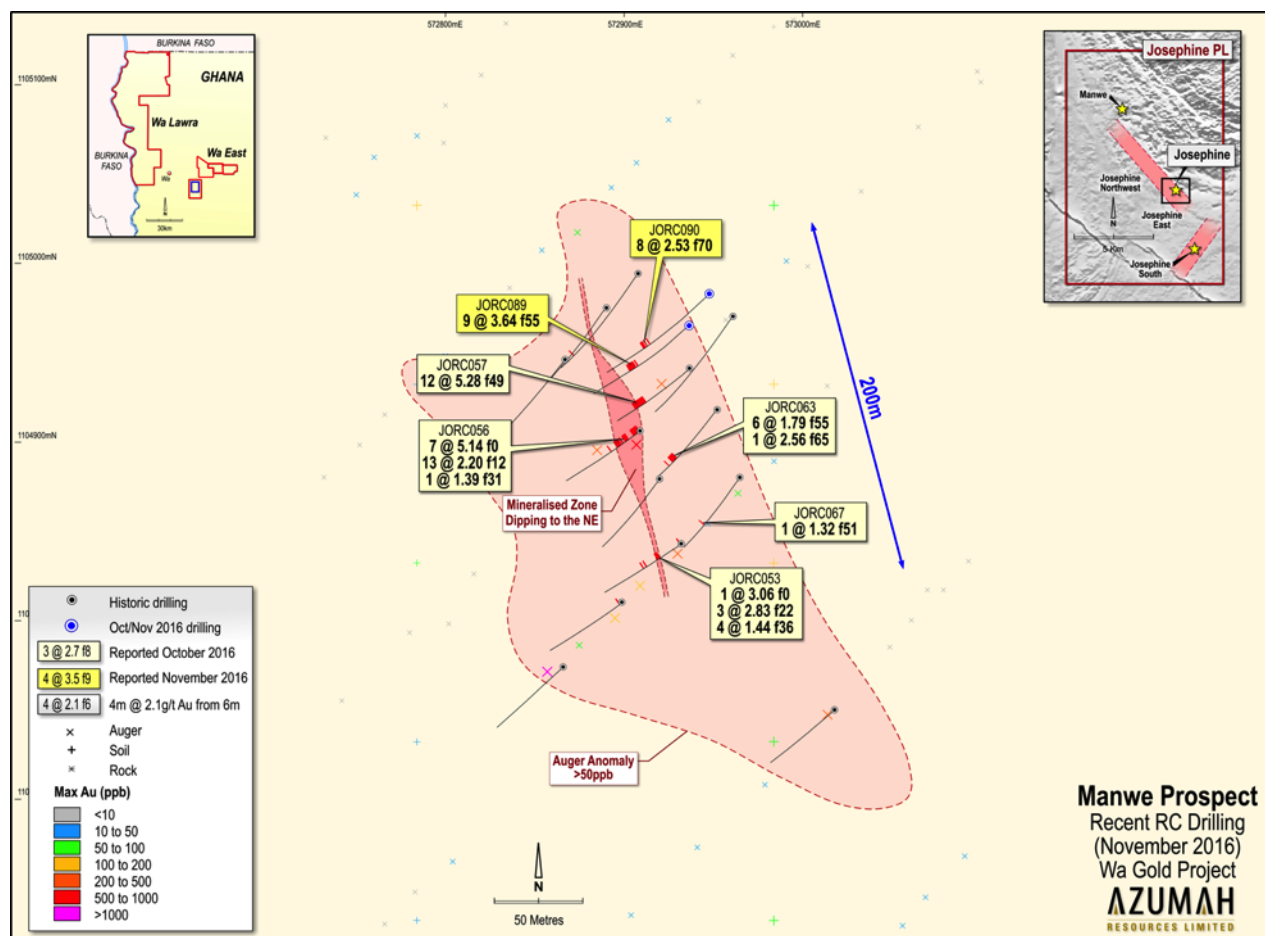 572800mE
572900mE
573000mE
1105100mN
1105000mN
1104900mN
BURKINA FASO
GHANA
Wa Lawra
Wa East
BURKINA
FASO
Wa
30km
Josephine PL
Manwe
Josephine
Josephine
Northwest
N
Josephine
East
5 Km
Josephine
South
JORC090
8 @ 2.53 f70
JORC089
9 @ 3.64 f55
JORC057
12 @ 5.28 f49
JORC063
6 @ 1.79 f55
1 @ 2.56 f65
JORC056
7 @ 5.14 f0
13 @ 2.20 f12
1 @ 1.39 f31
200m
Mineralised Zone
Dipping to the NE
JORC067
1 @ 1.32 f51
JORC053
1 @ 3.06 f0
3 @ 2.83 f22
4 @ 1.44 f36
Auger Anomaly
>50ppb
Historic drilling
Oct/Nov 2016 drilling
3 @ 2.7 f8 Reported October 2016
4 @ 3.5 f9 Reported November 2016
4 @ 2.1 f6 4m @ 2.1g/t Au from 6m
Auger
Soil
Rock
Max Au (ppb)
<10
10 to 50
50 to 100
100 to 200
200 to 500
500 to 1000
>1000
N
50 Metres
Manwe Prospect
Recent RC Drilling
(November 2016)
Wa Gold Project
AZUMAH
RESOURCES LIMITED